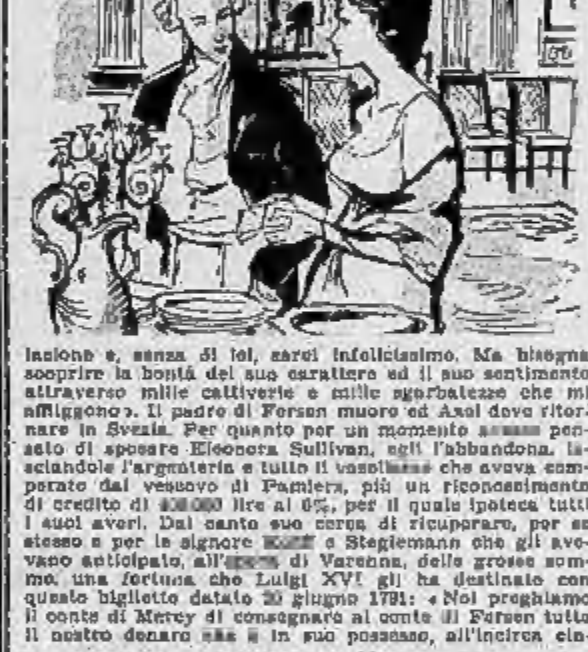 lazione e, senza di lei, sarei infelicissimo. Ma bisogna
scoprire la bontà del suo carattere ed il suo sentimento
attraverso mille cattiverie e mille sgorbatezze che mi
affliggono». Il padre di Fersen muore ed Axel deve ritor-
nare in Svezia. Per quanto per un momento pen-
sato di sposare Eleonora Sullivan, egli l'abbandona, la-
sciandole l'argenteria e tutto il che aveva com-
perato dal vescovo di Pamiers, più un riconoscimento
di credito di lire al 6%, per il quale ipoteca tutti
i suoi averi. Dal canto suo cerca di ricuperare, per se
stesso e per le signore e Steglemann che gli ave-
vano anticipato, di Varenna, delle grosse som-
me, una fortuna che Luigi XVI gli ha destinato con
questo biglietto datato 20 giugno 1791: «Noi preghiamo
il conte di Mercy di consegnare al conte di Fersen tutto
il nostro denaro in suo possesso, all'incirca cin-